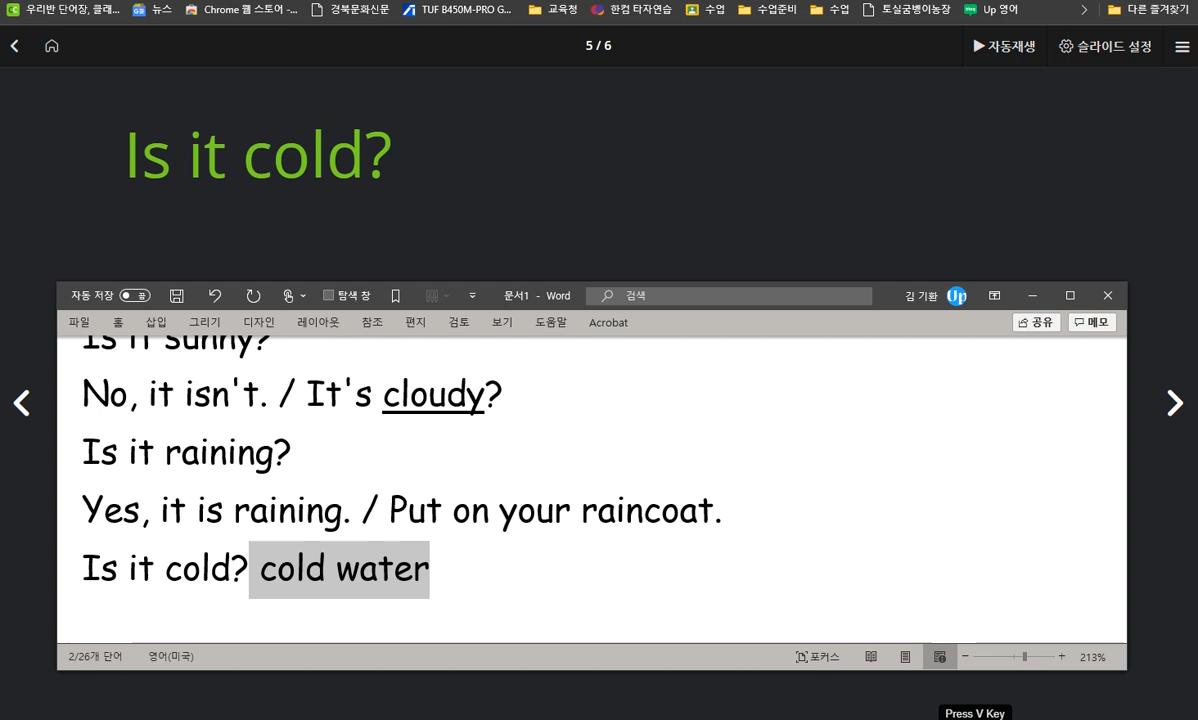 우리반 단어장, 클래... 뉴스 Chrome 웹 스토어 -... 경북문화신문 TUF B450M-PRO G... 교육청 한컴 타자연습 수업 수업준비 수업 토실굼벵이농장 Up 영어 다른 즐겨찾기
5 / 6 ▶자동재생 슬라이드 설정
Is it cold?
자동 저장 끔 탐색 창 문서1 - Word 검색 김 기환 Up
파일 홈 삽입 그리기 디자인 레이아웃 참조 편지 검토 보기 도움말 Acrobat 공유 메모
Is it sunny?
No, it isn't. / It's cloudy?
Is it raining?
Yes, it is raining. / Put on your raincoat.
Is it cold? cold water
2/26개 단어 영어(미국) 포커스 213%
Press V Key